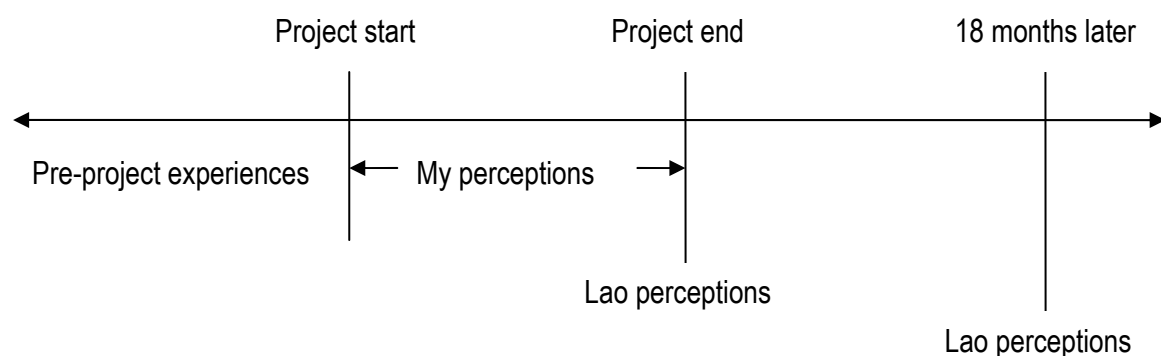 Project start
Project end
18 months later
Pre-project experiences
My perceptions
Lao perceptions
Lao perceptions